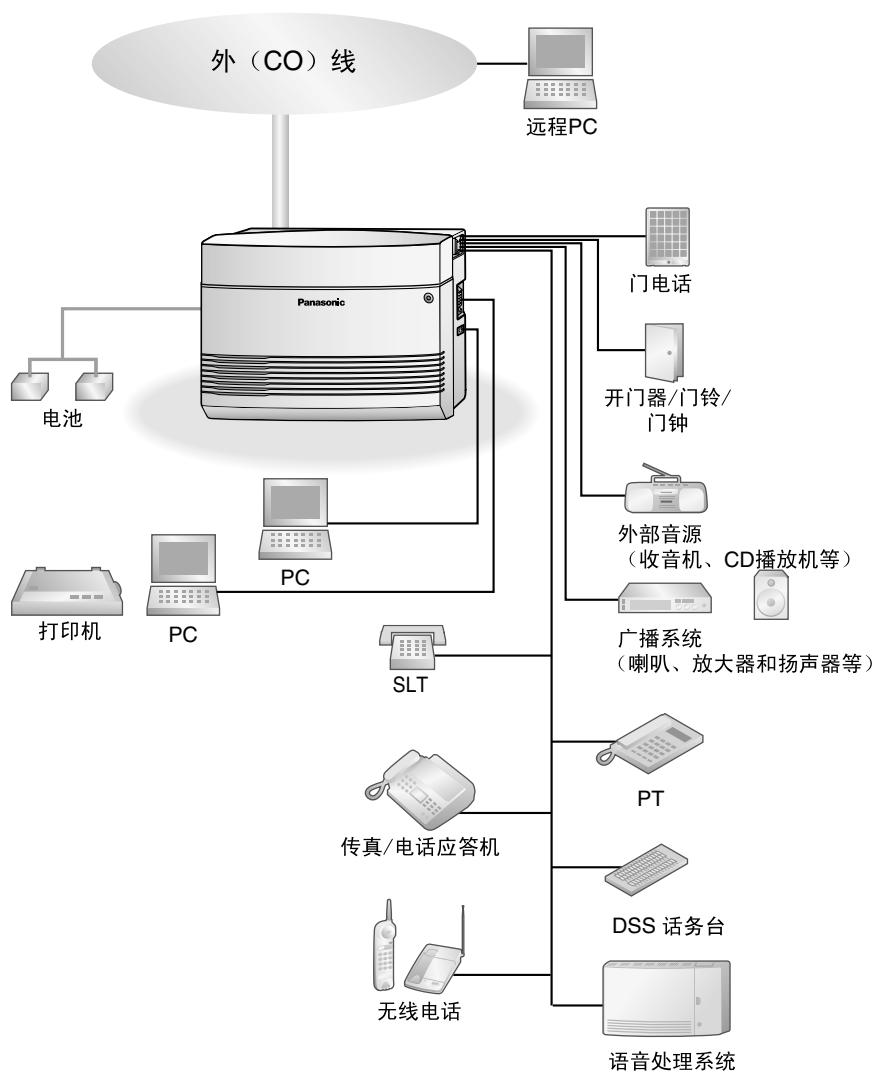 外（CO）线
远程PC
门电话
Panasonic
开门器/门铃/
门钟
电池
外部音源
（收音机、CD播放机等）
PC
打印机
PC
广播系统
（喇叭、放大器和扬声器等）
SLT
PT
传真/电话应答机
DSS 话务台
无线电话
语音处理系统